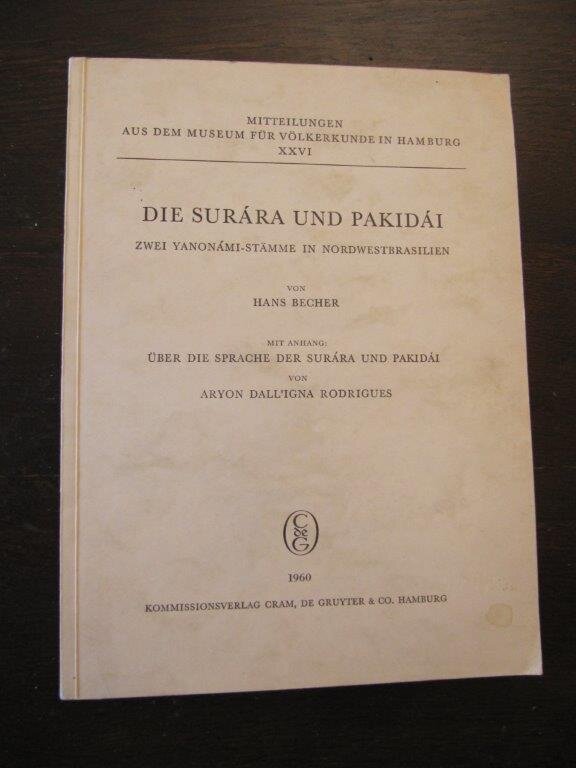 MITTEILUNGEN
AUS DEM MUSEUM FÜR VÖLKERKUNDE IN HAMBURG
XXVI
DIE SURÁRA UND PAKIDÁI
ZWEI YANONÁMI-STÄMME IN NORDWESTBRASILIEN
VON
HANS BECHER
MIT ANHANG:
ÜBER DIE SPRACHE DER SURÁRA UND PAKIDÁI
VON
ARYON DALL'IGNA RODRIGUES
C
de
G
1960
KOMMISSIONSVERLAG CRAM, DE GRUYTER & CO. HAMBURG